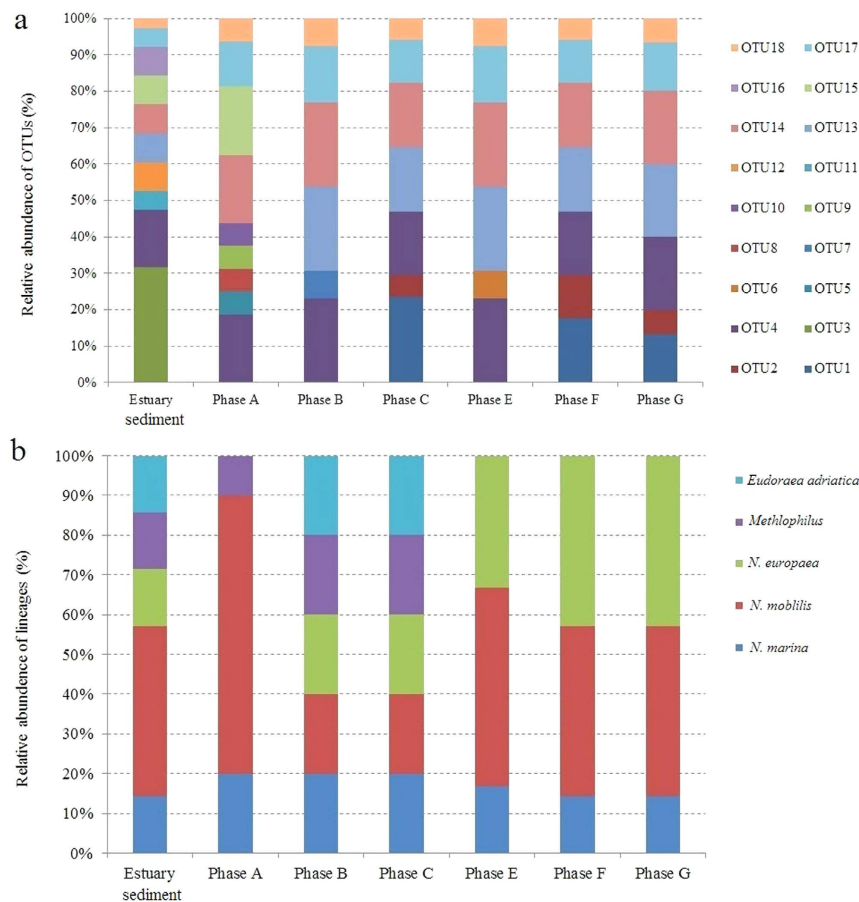 a
Relative abundance of OTUs (%)
100%
90%
80%
70%
60%
50%
40%
30%
20%
10%
0%
Estuary
sediment
Phase A
Phase B
Phase C
Phase E
Phase F
Phase G
OTU18 OTU17
OTU16 OTU15
OTU14 OTU13
OTU12 OTU11
OTU10 OTU9
OTU8 OTU7
OTU6 OTU5
OTU4 OTU3
OTU2 OTU1
b
Relative abundance of lineages (%)
100%
90%
80%
70%
60%
50%
40%
30%
20%
10%
0%
Estuary
sediment
Phase A
Phase B
Phase C
Phase E
Phase F
Phase G
Eudoraea adriatica
Methlophilus
N. europaea
N. moblilis
N. marina